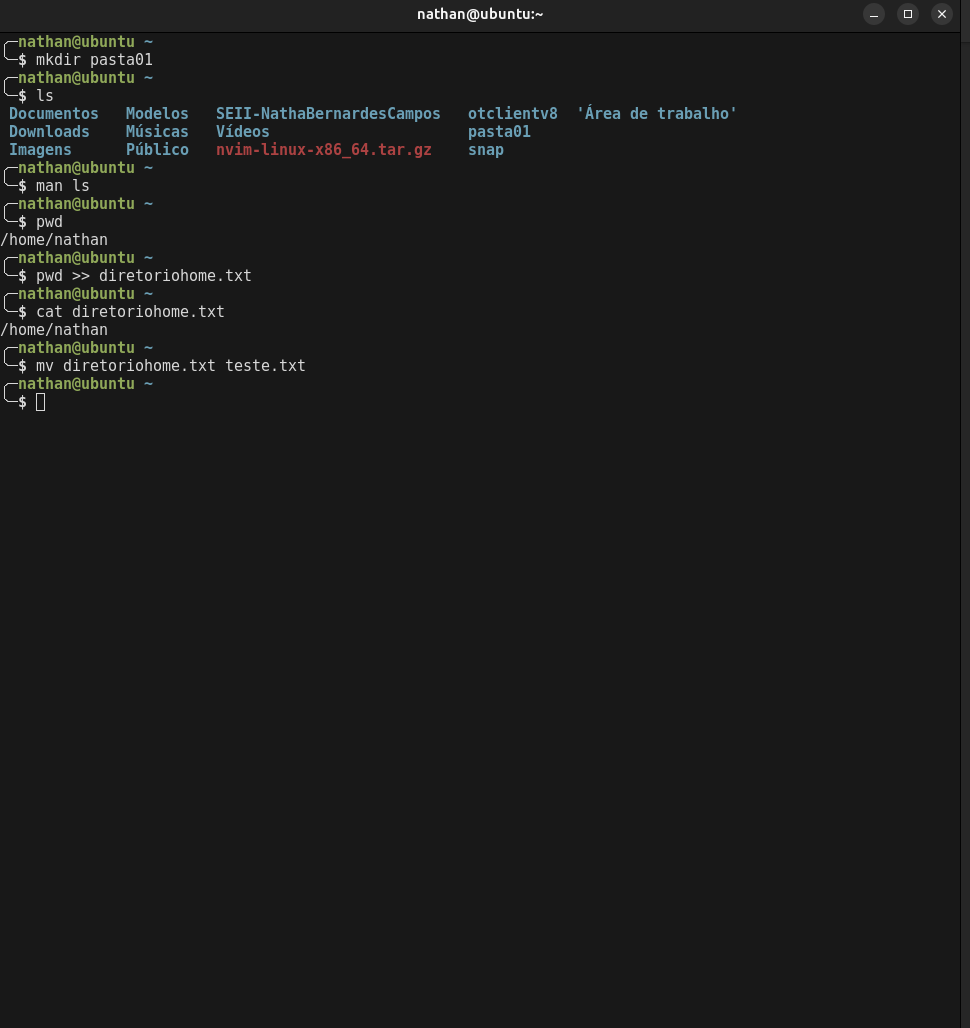 nathan@ubuntu:~
nathan@ubuntu ~
$ mkdir pasta01
nathan@ubuntu ~
$ ls
Documentos Modelos SEII-NathaBernardesCampos otclientv8 'Área de trabalho'
Downloads Músicas Vídeos pasta01
Imagens Público nvim-linux-x86_64.tar.gz snap
nathan@ubuntu ~
$ man ls
nathan@ubuntu ~
$ pwd
/home/nathan
nathan@ubuntu ~
$ pwd >> diretoriohome.txt
nathan@ubuntu ~
$ cat diretoriohome.txt
/home/nathan
nathan@ubuntu ~
$ mv diretoriohome.txt teste.txt
nathan@ubuntu ~
$